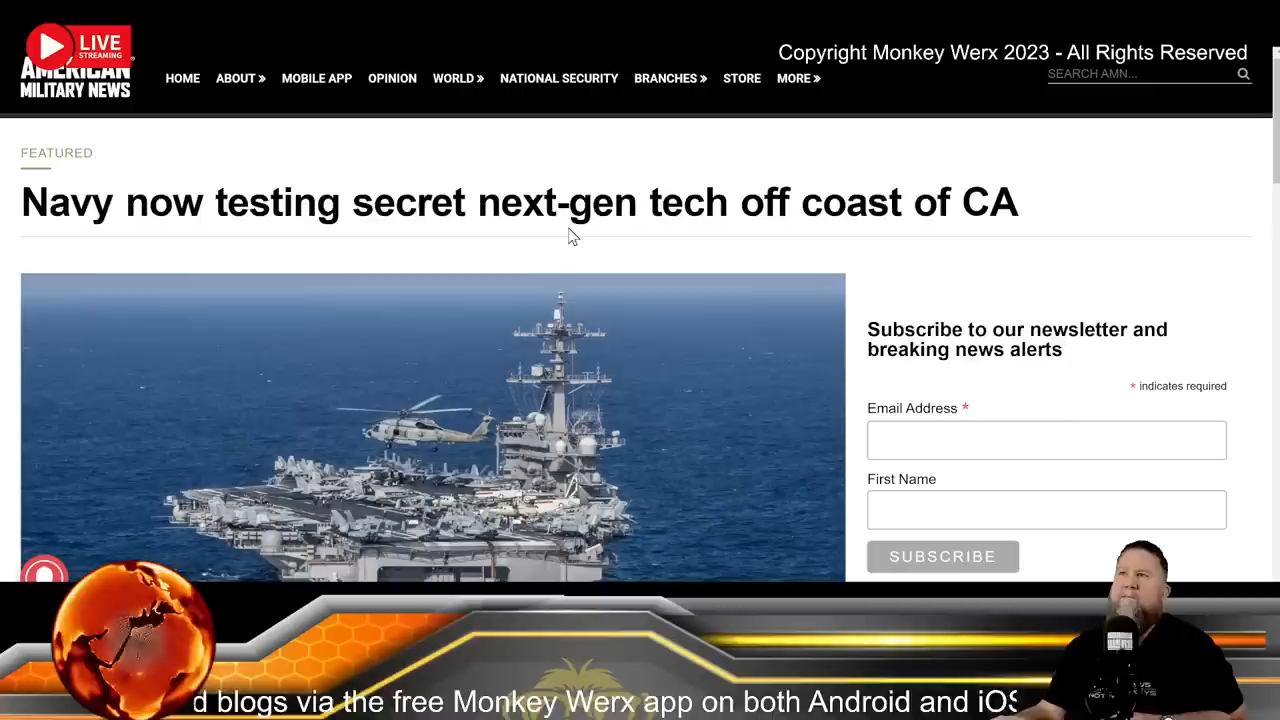 LIVE
STREAMING
Copyright Monkey Werx 2023 - All Rights Reserved
AMERICAN
MILITARY NEWS
HOME ABOUT » MOBILE APP OPINION WORLD » NATIONAL SECURITY BRANCHES » STORE MORE »
SEARCH AMN...
FEATURED
Navy now testing secret next-gen tech off coast of CA
Subscribe to our newsletter and
breaking news alerts
* indicates required
Email Address *
First Name
SUBSCRIBE
d blogs via the free Monkey Werx app on both Android and iOS